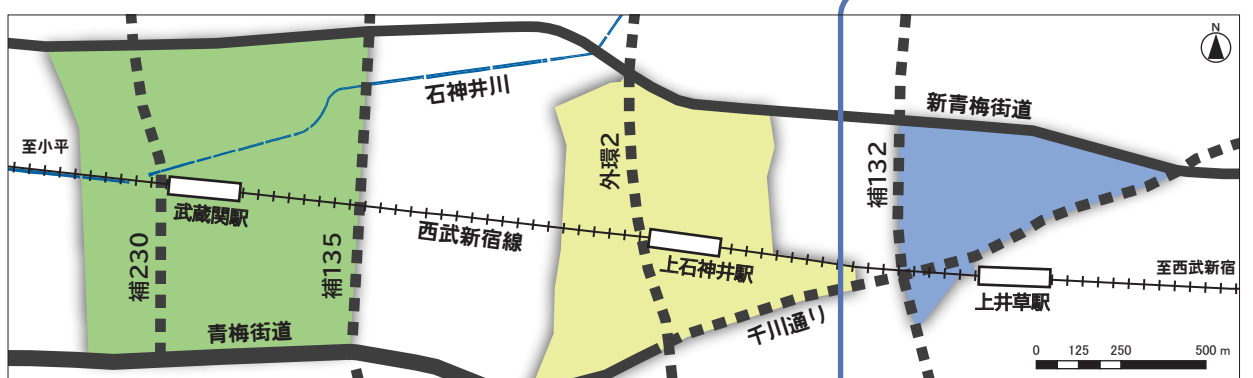 N
新青梅街道
石神井川
至小平
外環2
補132
武蔵関駅
西武新宿線
補230
補135
上石神井駅
至西武新宿
上井草駅
千川通り
青梅街道
0 125 250 500 m